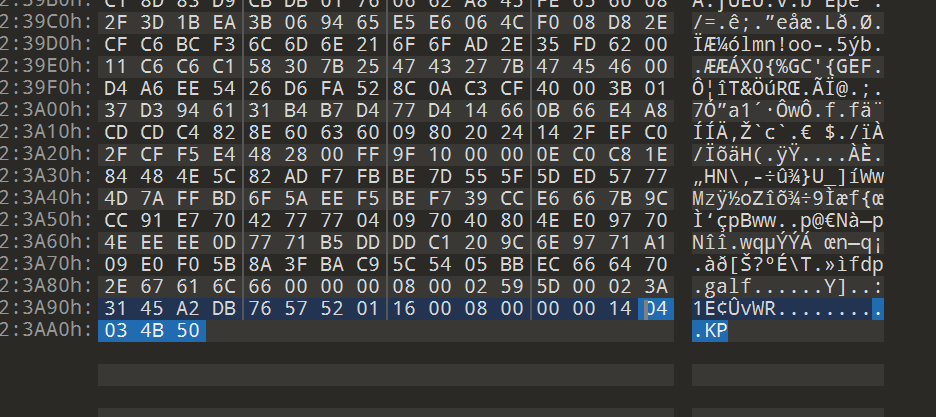 2:39C0h: 2F 3D 1B EA 3B 06 94 65 E5 E6 06 4C F0 08 D8 2E /=.ê;.”eåæ.Lð.Ø.
2:39D0h: CF C6 BC F3 6C 6D 6E 21 6F 6F AD 2E 35 FD 62 00 ÏÆ¼ólmn!oo-.5ýb.
2:39E0h: 11 C6 C6 C1 58 30 7B 25 47 43 27 7B 47 45 46 00 .ÆÆÁX0{%GC'{GEF.
2:39F0h: D4 A6 EE 54 26 D6 FA 52 8C 0A C3 CF 40 00 3B 01 Ô¦îT&ÖúRŒ.ÃÏ@.;.
2:3A00h: 37 D3 94 61 31 B4 B7 D4 77 D4 14 66 0B 66 E4 A8 7Ó”a1´·ÔwÔ.f.fä¨
2:3A10h: CD CD C4 82 8E 60 63 60 09 80 20 24 14 2F EF C0 ÍÍÄ‚Ž`c`.€ $./ïÀ
2:3A20h: 2F CF F5 E4 48 28 00 FF 9F 10 00 00 0E C0 C8 1E /ÏõäH(.ÿŸ....ÀÈ.
2:3A30h: 84 48 4E 5C 82 AD F7 FB BE 7D 55 5F 5D ED 57 77 „HN\‚-÷û¾}U_]íWw
2:3A40h: 4D 7A FF BD 6F 5A EE F5 BE F7 39 CC E6 66 7B 9C Mzÿ½oZîõ¾÷9Ìæf{œ
2:3A50h: CC 91 E7 70 42 77 77 04 09 70 40 80 4E E0 97 70 Ì‘çpBww..p@€Nà—p
2:3A60h: 4E EE EE 0D 77 71 B5 DD DD C1 20 9C 6E 97 71 A1 Nîî.wqµÝÝÁ œn—q¡
2:3A70h: 09 E0 F0 5B 8A 3F BA C9 5C 54 05 BB EC 66 64 70 .àð[Š?ºÉ\T.»ìfdp
2:3A80h: 2E 67 61 6C 66 00 00 00 08 00 02 59 5D 00 02 3A .galf......Y]..:
2:3A90h: 31 45 A2 DB 76 57 52 01 16 00 08 00 00 00 14 04 1E¢ÛvWR.........
2:3AA0h: 03 4B 50 .KP